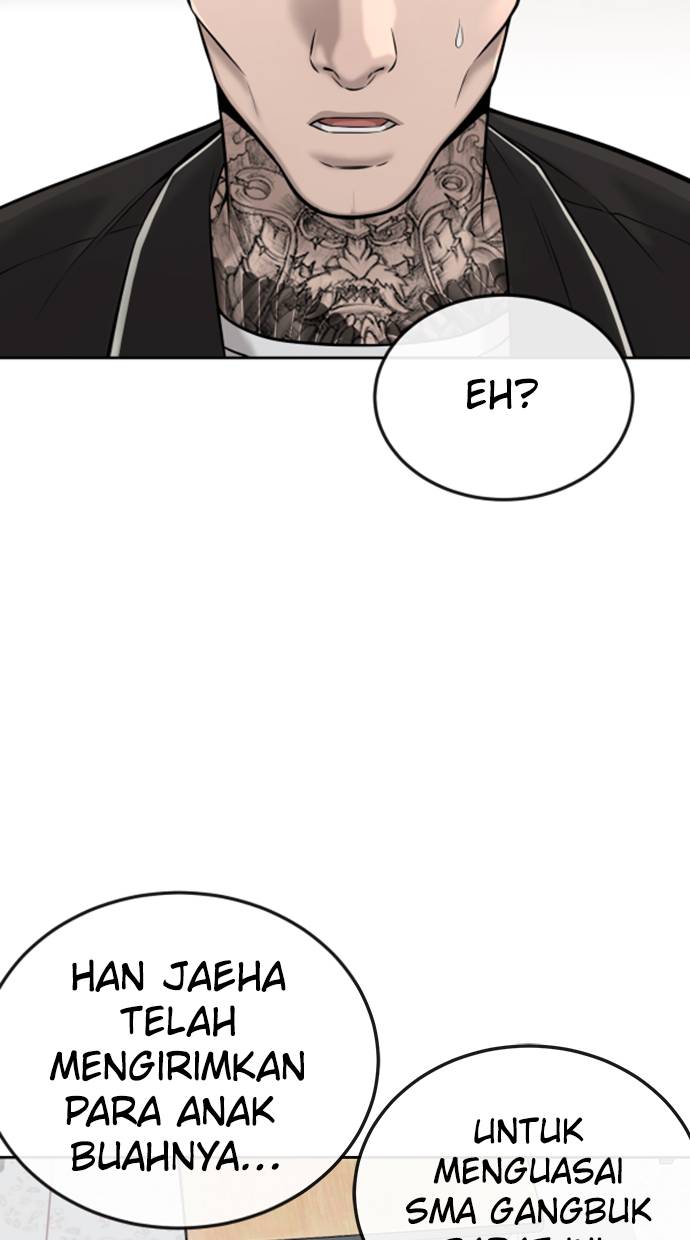 EH?
HAN JAEHA
TELAH
MENGIRIMKAN
PARA ANAK
BUAHNYA...
UNTUK
MENGUASAI
SMA GANGBUK